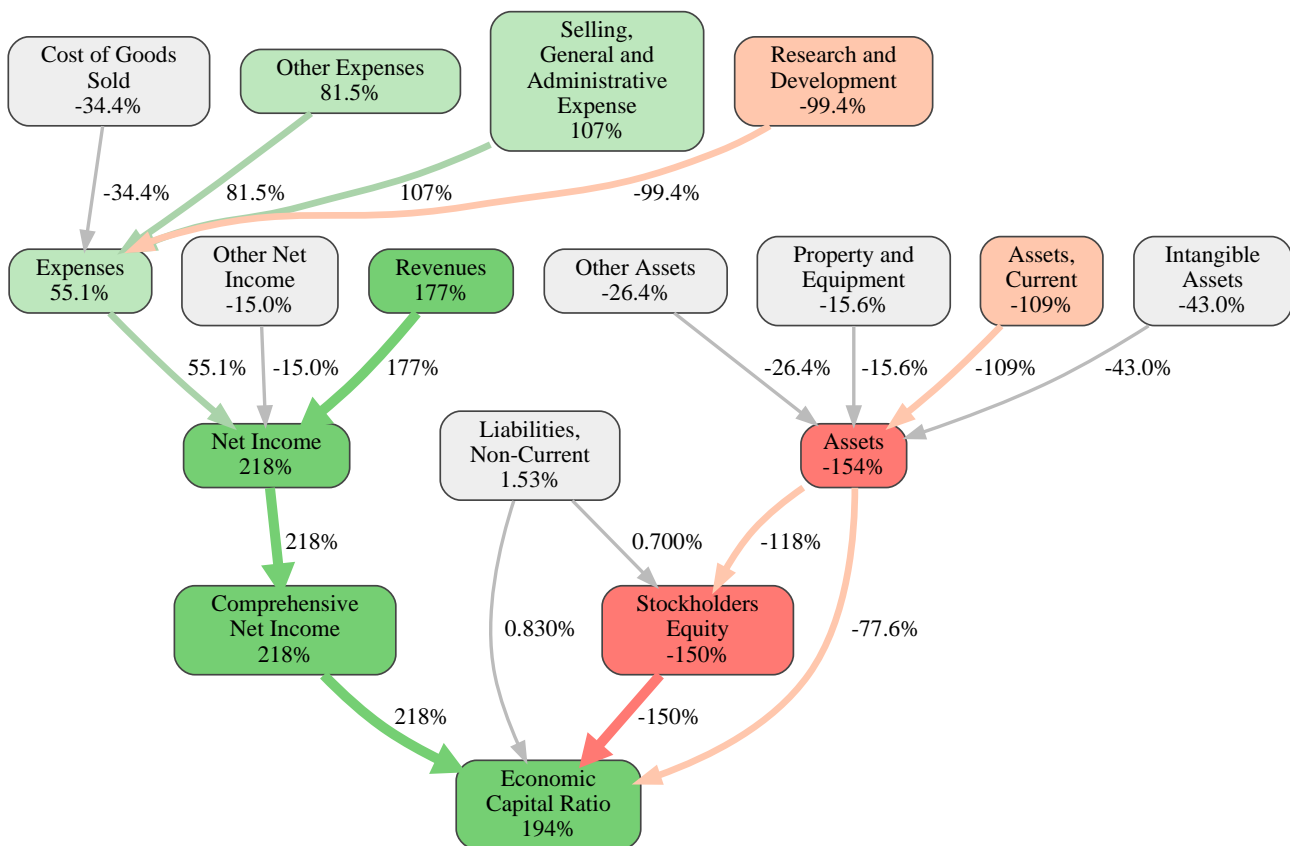 Cost of Goods
Sold
-34.4%
Other Expenses
81.5%
Selling,
General and
Administrative
Expense
107%
Research and
Development
-99.4%
-34.4%
81.5%
107%
-99.4%
Expenses
55.1%
Other Net
Income
-15.0%
Revenues
177%
Other Assets
-26.4%
Property and
Equipment
-15.6%
Assets,
Current
-109%
Intangible
Assets
-43.0%
55.1%
-15.0%
177%
-26.4%
-15.6%
-109%
-43.0%
Net Income
218%
Liabilities,
Non-Current
1.53%
Assets
-154%
218%
0.700%
-118%
Comprehensive
Net Income
218%
0.830%
Stockholders
Equity
-150%
-77.6%
218%
-150%
Economic
Capital Ratio
194%